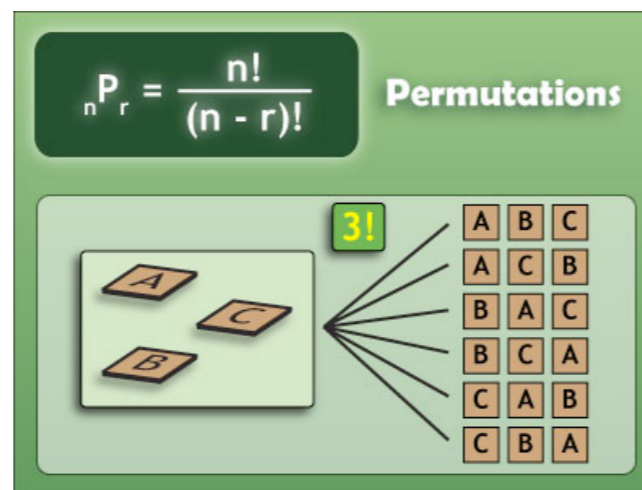 nPr = n! / (n - r)!
Permutations
3!
A
C
B
A B C
A C B
B A C
B C A
C A B
C B A